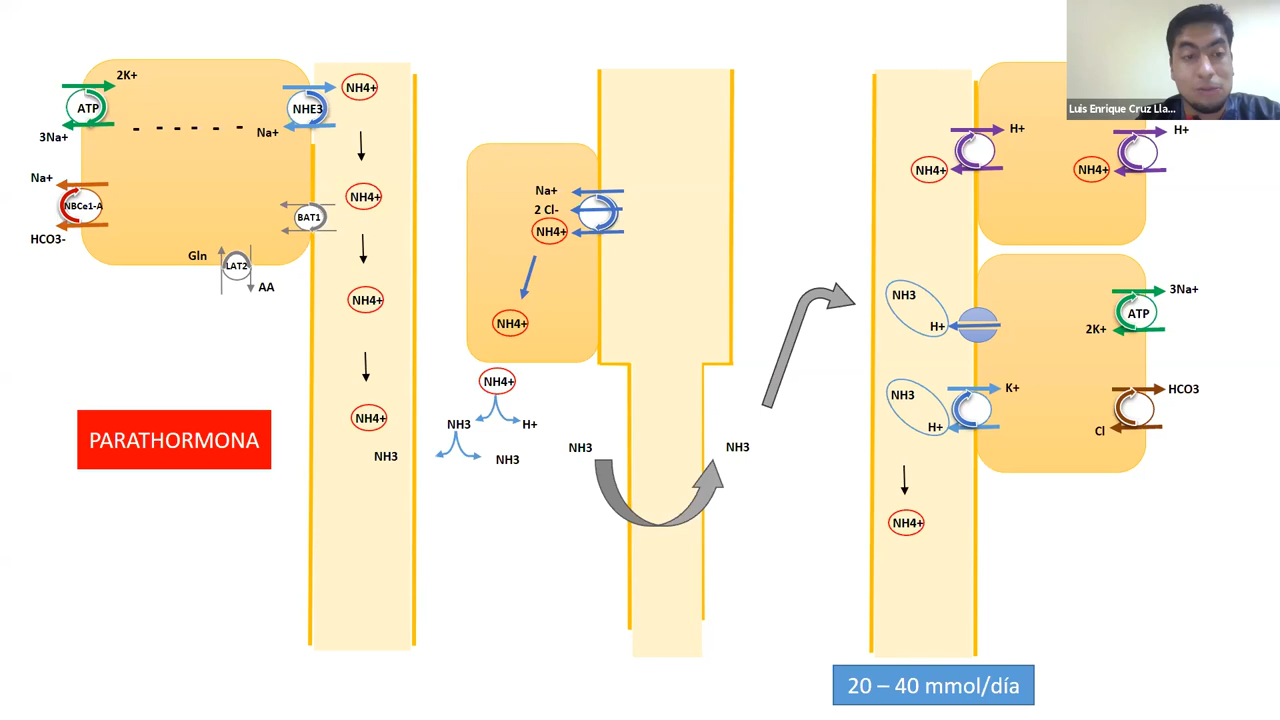 Luis Enrique Cruz Lla...
2K+
ATP
3Na+
Na+
NHE3
NH4+
Na+
NBCe1-A
HCO3-
BAT1
Gln
LAT2
AA
NH4+
NH4+
NH4+
NH3
PARATHORMONA
Na+
2 Cl-
NH4+
NH4+
NH4+
NH3
H+
NH3
NH3
NH3
H+
NH4+
H+
NH4+
NH3
H+
3Na+
ATP
2K+
NH3
H+
K+
HCO3
Cl
NH4+
20 – 40 mmol/día